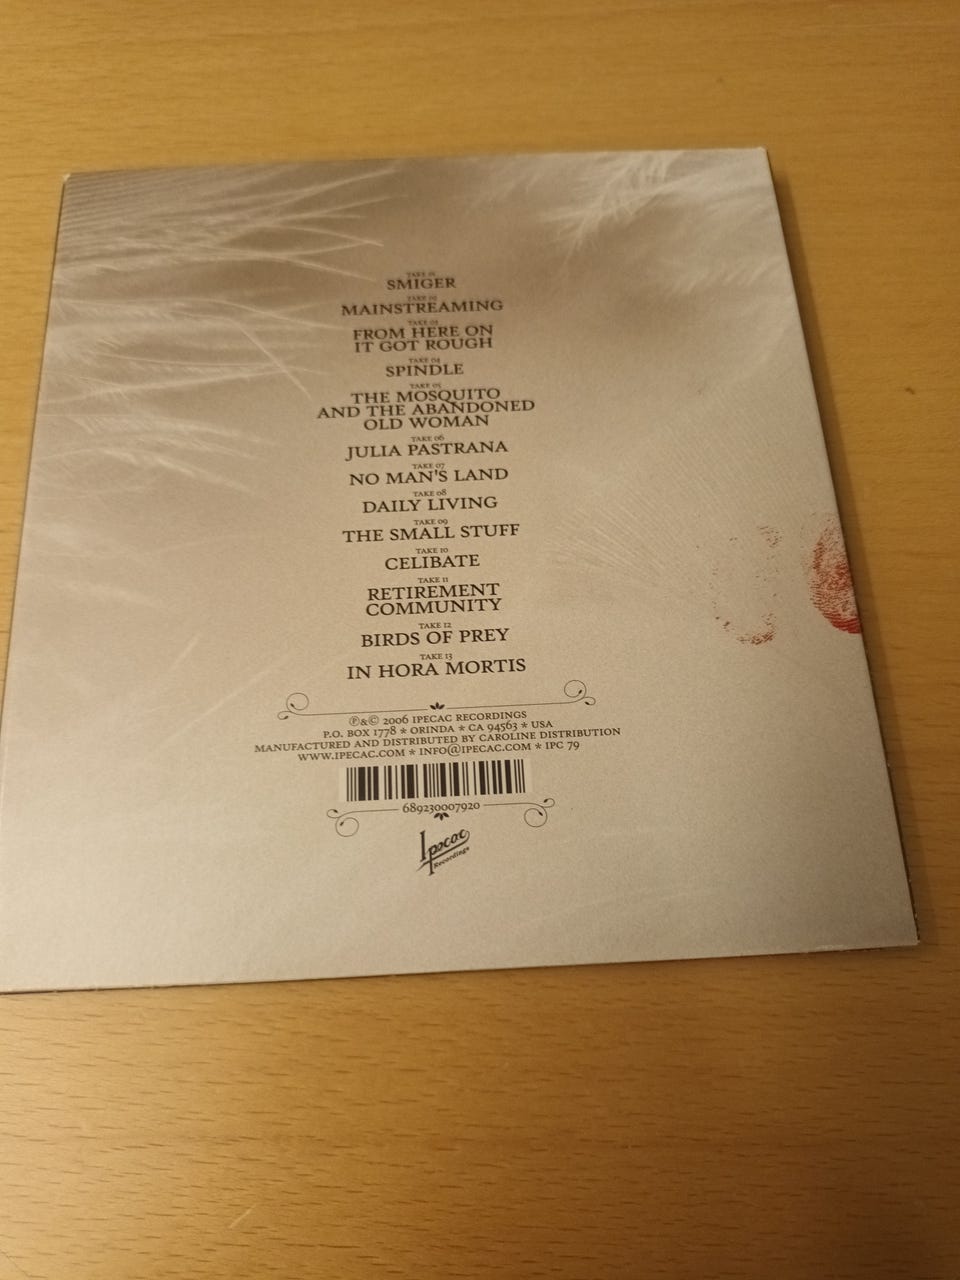 TAKE 01
SMIGER
TAKE 02
MAINSTREAMING
TAKE 03
FROM HERE ON
IT GOT ROUGH
TAKE 04
SPINDLE
TAKE 05
THE MOSQUITO
AND THE ABANDONED
OLD WOMAN
TAKE 06
JULIA PASTRANA
TAKE 07
NO MAN'S LAND
TAKE 08
DAILY LIVING
TAKE 09
THE SMALL STUFF
TAKE 10
CELIBATE
TAKE 11
RETIREMENT
COMMUNITY
TAKE 12
BIRDS OF PREY
TAKE 13
IN HORA MORTIS
℗&© 2006 IPECAC RECORDINGS
P.O. BOX 1778 * ORINDA * CA 94563 * USA
MANUFACTURED AND DISTRIBUTED BY CAROLINE DISTRIBUTION
WWW.IPECAC.COM * INFO@IPECAC.COM * IPC 79
689230007920
Ipecac
Recordings